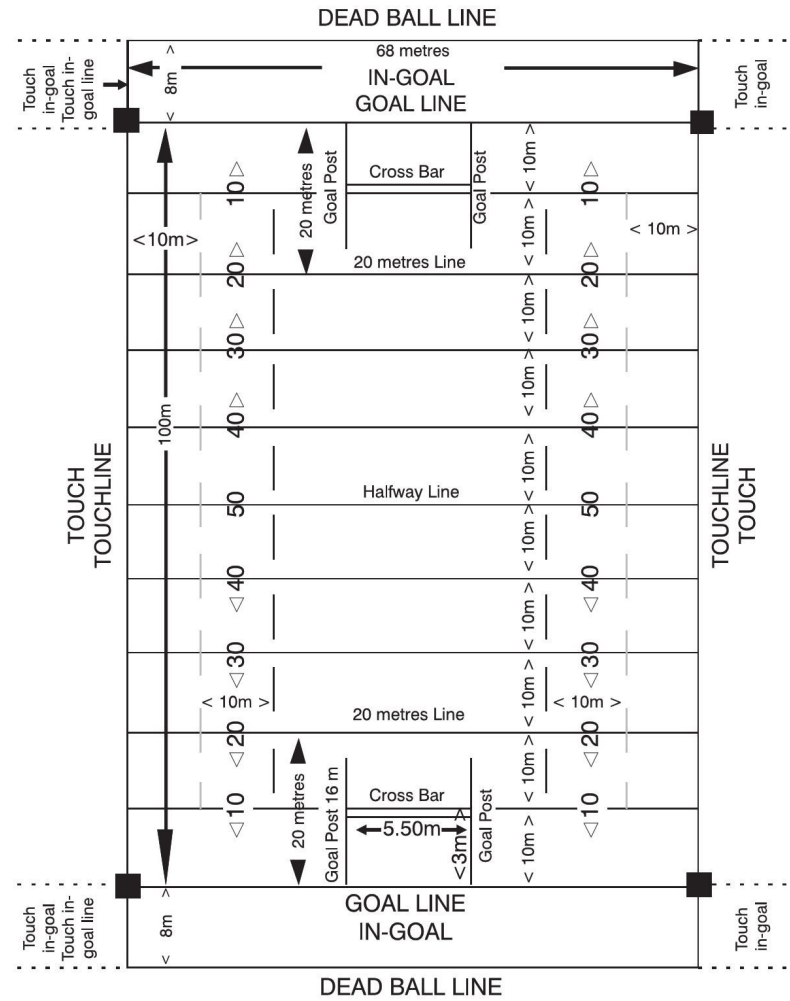 DEAD BALL LINE
68 metres
Touch
in-goal
Touch in-
goal line
< 8m >
IN-GOAL
GOAL LINE
Touch
in-goal
20 metres
Goal Post
Cross Bar
Goal Post
< 10m >
10
10
<10m>
< 10m >
< 10m >
20 metres Line
20
20
< 10m >
30
30
< 10m >
40
40
100m
TOUCH
TOUCHLINE
< 10m >
Halfway Line
50
50
TOUCHLINE
TOUCH
< 10m >
40
40
< 10m >
30
30
< 10m >
< 10m >
< 10m >
20 metres Line
20
20
< 10m >
20 metres
Goal Post 16 m
Cross Bar
Goal Post
10
10
5.50m
<3m>
< 10m >
GOAL LINE
IN-GOAL
< 8m >
Touch
in-goal
Touch in-
goal line
Touch
in-goal
DEAD BALL LINE